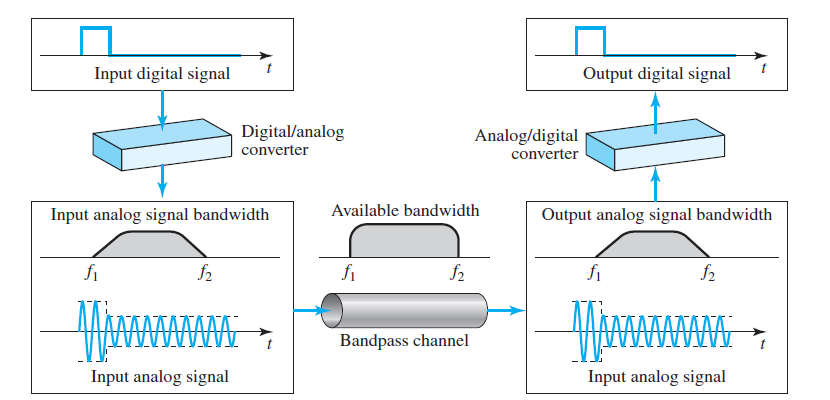 t
Input digital signal
t
Output digital signal
Digital/analog
converter
Analog/digital
converter
Input analog signal bandwidth
f1
f2
Available bandwidth
f1
f2
Output analog signal bandwidth
f1
f2
t
Input analog signal
Bandpass channel
t
Input analog signal